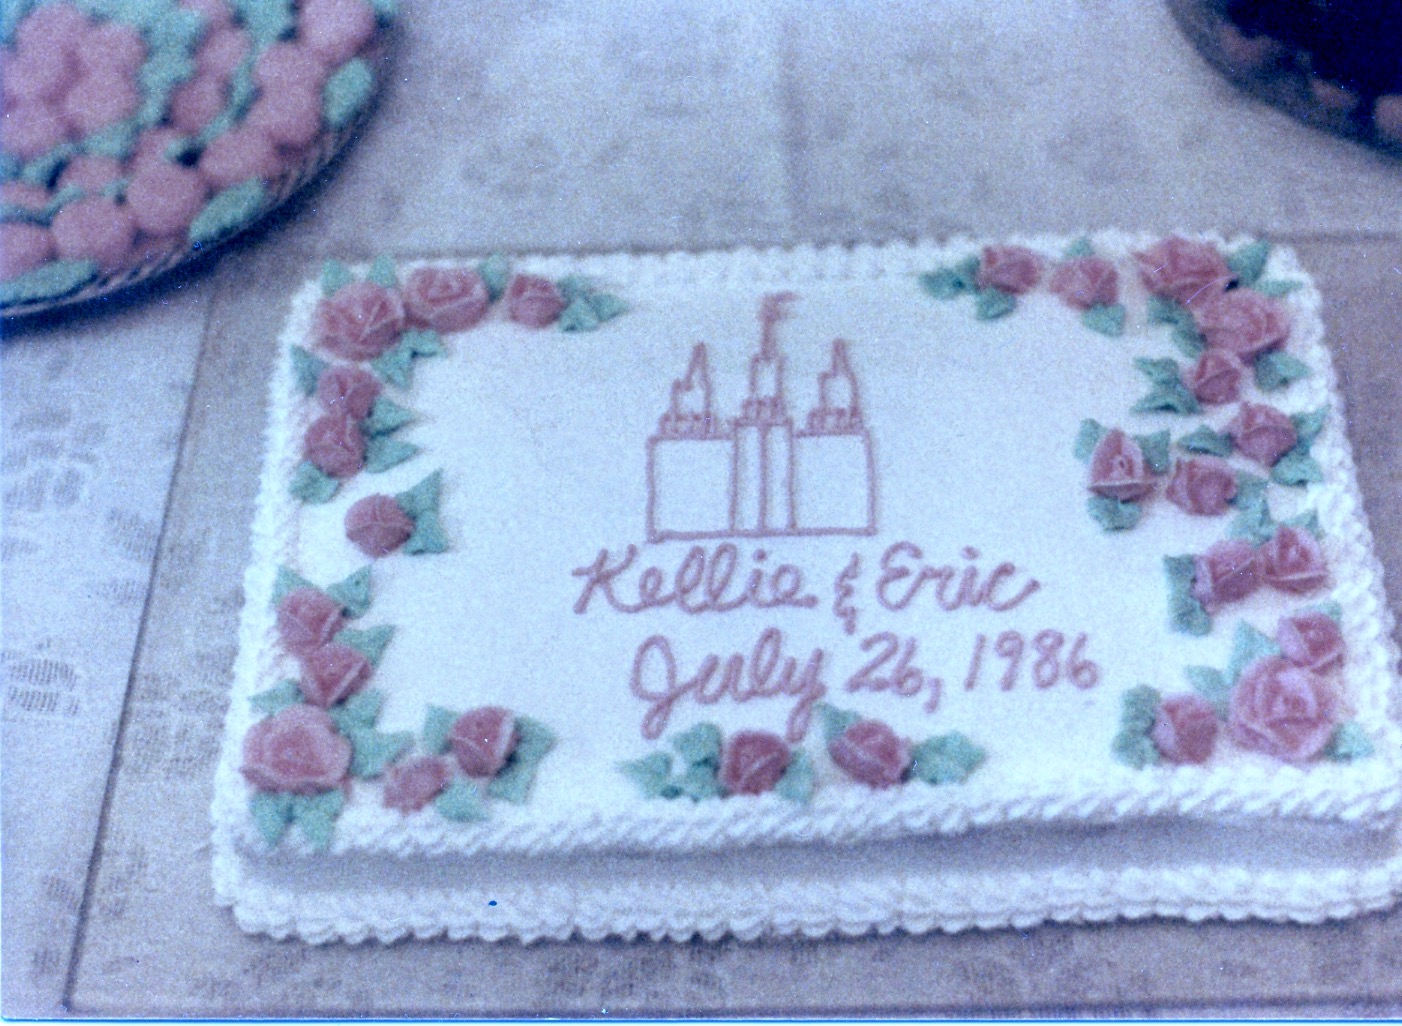 Kellie & Eric
July 26, 1986